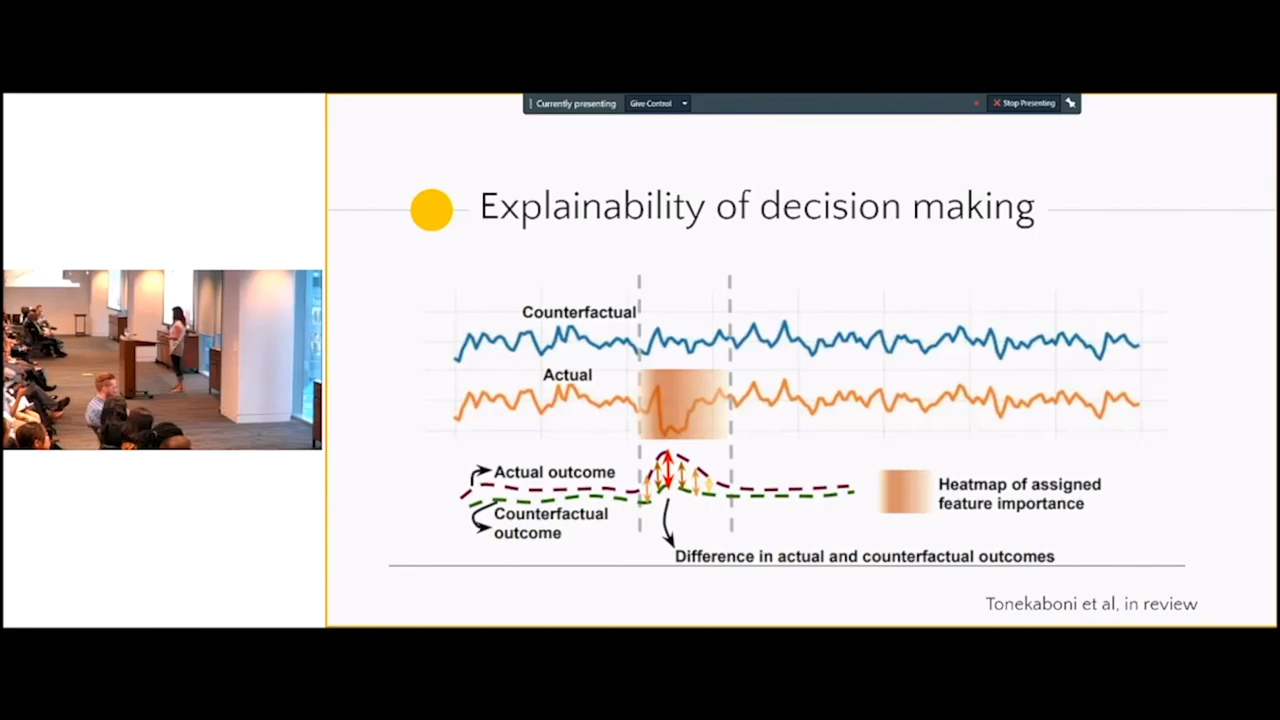 Currently presenting
Give Control
Stop Presenting
Explainability of decision making
Counterfactual
Actual
Actual outcome
Counterfactual
outcome
Heatmap of assigned
feature importance
Difference in actual and counterfactual outcomes
Tonekaboni et al, in review